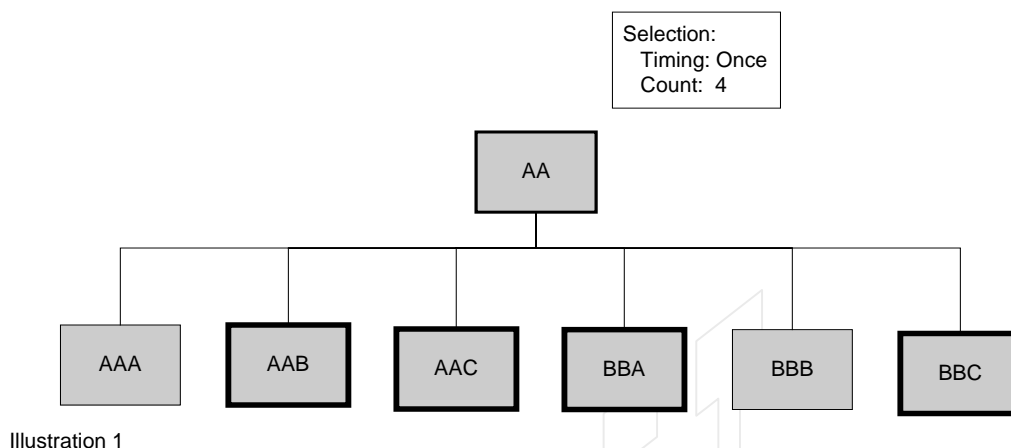 Selection:
Timing: Once
Count: 4
AA
AAA
AAB
AAC
BBA
BBB
BBC
Illustration 1